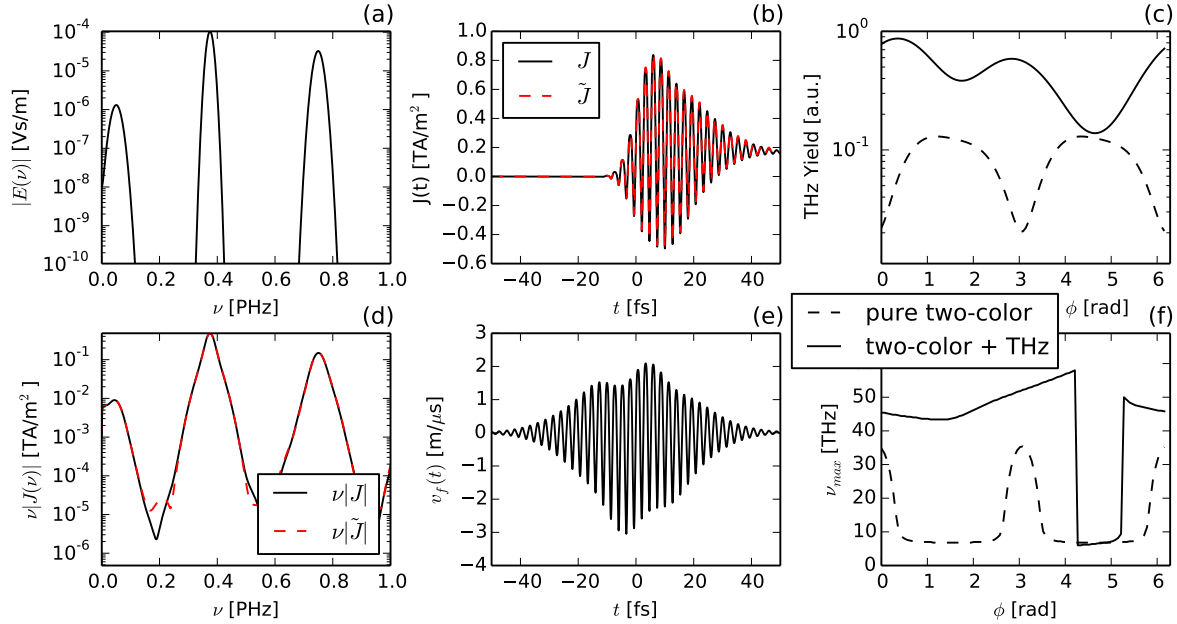 (a)
10^-4
10^-5
10^-6
10^-7
10^-8
10^-9
10^-10
|E(ν)| [Vs/m]
0.0 0.2 0.4 0.6 0.8 1.0
ν [PHz]
(b)
1.0
0.8
0.6
0.4
0.2
0.0
−0.2
−0.4
−0.6
J(t) [TA/m²]
J
J̃
−40 −20 0 20 40
t [fs]
(c)
10^0
10^-1
THz Yield [a.u.]
0 1 2 3 4 5 6
ϕ [rad]
pure two-color
two-color + THz
(d)
10^-1
10^-2
10^-3
10^-4
10^-5
10^-6
ν|J(ν)| [TA/m²]
ν|J|
ν|J̃|
0.0 0.2 0.4 0.6 0.8 1.0
ν [PHz]
(e)
3
2
1
0
−1
−2
−3
−4
v_f(t) [m/μs]
−40 −20 0 20 40
t [fs]
(f)
50
40
30
20
10
0
ν_max [THz]
0 1 2 3 4 5 6
ϕ [rad]